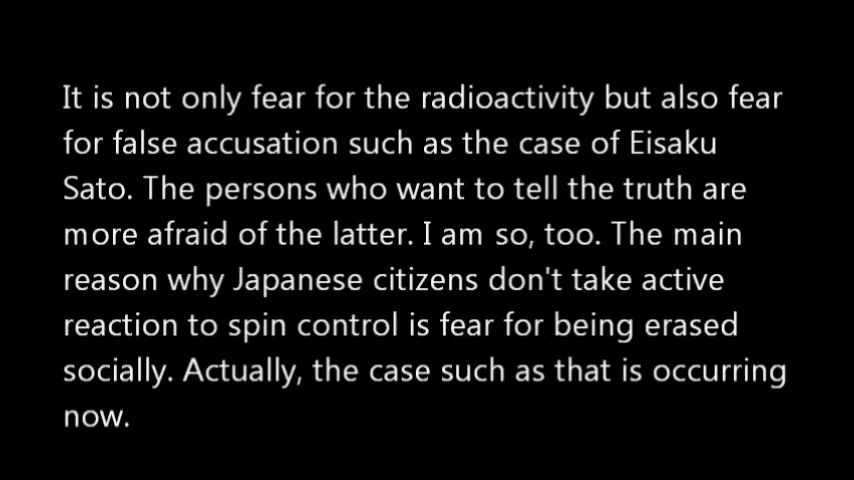 It is not only fear for the radioactivity but also fear
for false accusation such as the case of Eisaku
Sato. The persons who want to tell the truth are
more afraid of the latter. I am so, too. The main
reason why Japanese citizens don't take active
reaction to spin control is fear for being erased
socially. Actually, the case such as that is occurring
now.